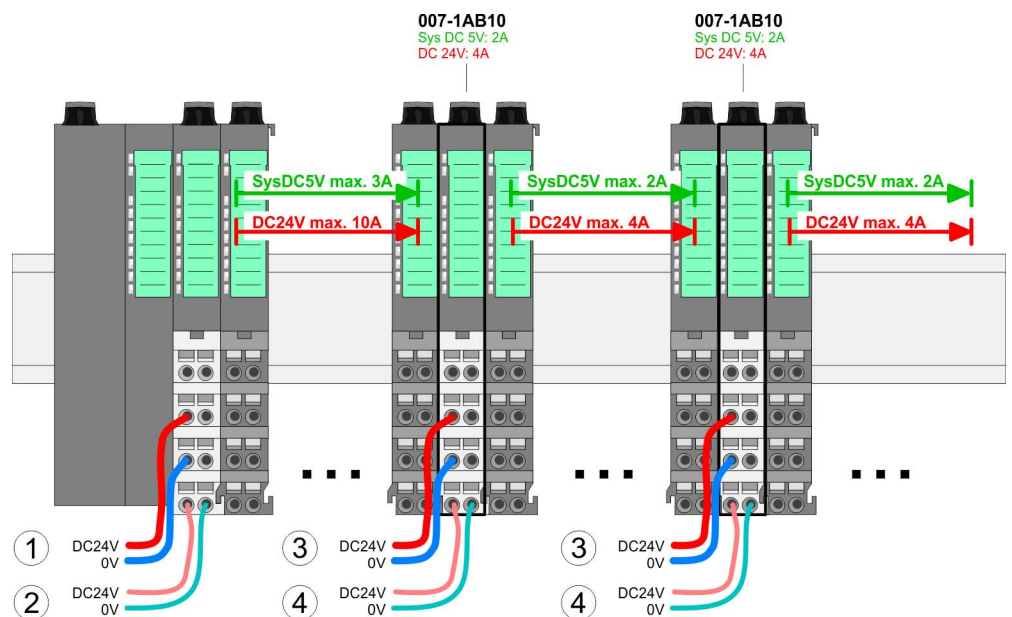 007-1AB10
Sys DC 5V: 2A
DC 24V: 4A
007-1AB10
Sys DC 5V: 2A
DC 24V: 4A
SysDC5V max. 3A
SysDC5V max. 2A
SysDC5V max. 2A
DC24V max. 10A
DC24V max. 4A
DC24V max. 4A
1
DC24V
0V
3
DC24V
0V
3
DC24V
0V
2
DC24V
0V
4
DC24V
0V
4
DC24V
0V